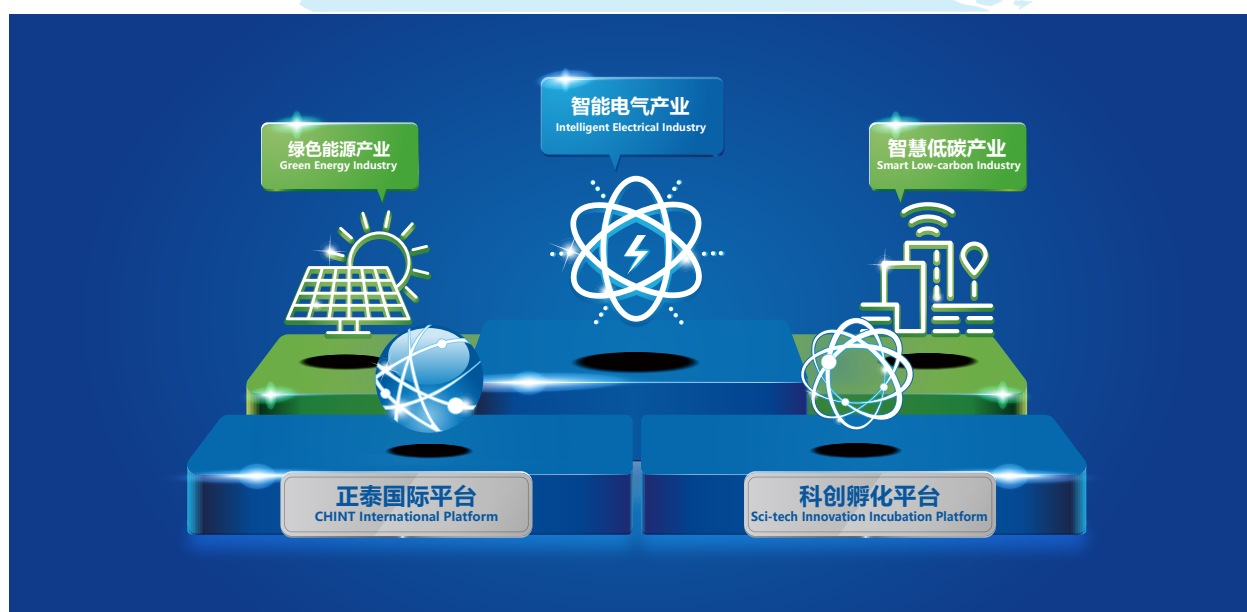 智能电气产业
Intelligent Electrical Industry
绿色能源产业
Green Energy Industry
智慧低碳产业
Smart Low-carbon Industry
正泰国际平台
CHINT International Platform
科创孵化平台
Sci-tech Innovation Incubation Platform